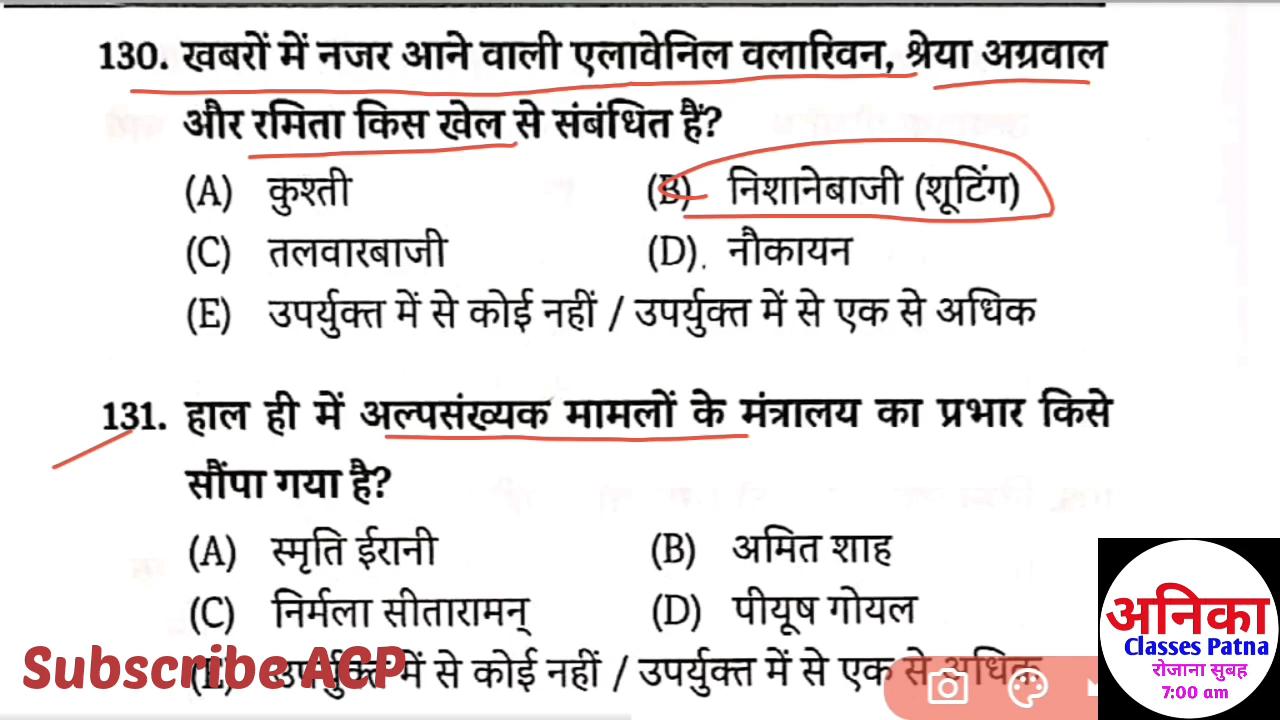 130. खबरों में नजर आने वाली एलावेनिल वलारिवन, श्रेया अग्रवाल
और रमिता किस खेल से संबंधित हैं?
(A) कुश्ती (B) निशानेबाजी (शूटिंग)
(C) तलवारबाजी (D). नौकायन
(E) उपर्युक्त में से कोई नहीं / उपर्युक्त में से एक से अधिक
131. हाल ही में अल्पसंख्यक मामलों के मंत्रालय का प्रभार किसे
सौंपा गया है?
(A) स्मृति ईरानी (B) अमित शाह
(C) निर्मला सीतारामन् (D) पीयूष गोयल
(E) उपर्युक्त में से कोई नहीं / उपर्युक्त में से एक से अधिक
Subscribe ACP
अनिका
Classes Patna
रोजाना सुबह
7:00 am